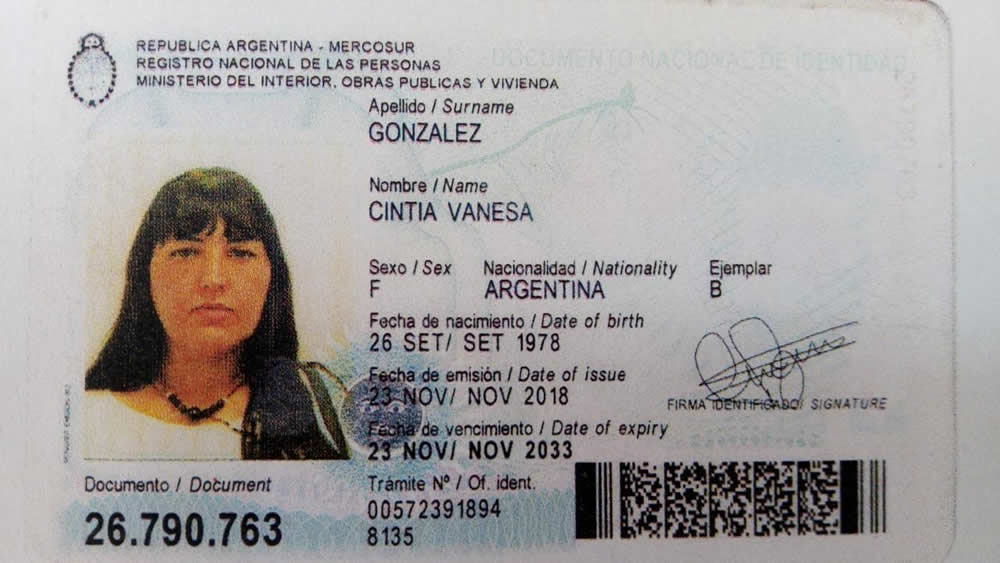 REPUBLICA ARGENTINA - MERCOSUR
REGISTRO NACIONAL DE LAS PERSONAS
MINISTERIO DEL INTERIOR, OBRAS PUBLICAS Y VIVIENDA
DOCUMENTO NACIONAL DE IDENTIDAD
Apellido / Surname
GONZALEZ
Nombre / Name
CINTIA VANESA
Sexo / Sex Nacionalidad / Nationality Ejemplar
F ARGENTINA B
Fecha de nacimiento / Date of birth
26 SET/ SET 1978
Fecha de emisión / Date of issue
23 NOV/ NOV 2018
FIRMA IDENTIFICADO/ SIGNATURE
Fecha de vencimiento / Date of expiry
23 NOV/ NOV 2033
Documento / Document
26.790.763
Trámite Nº / Of. ident.
00572391894
8135